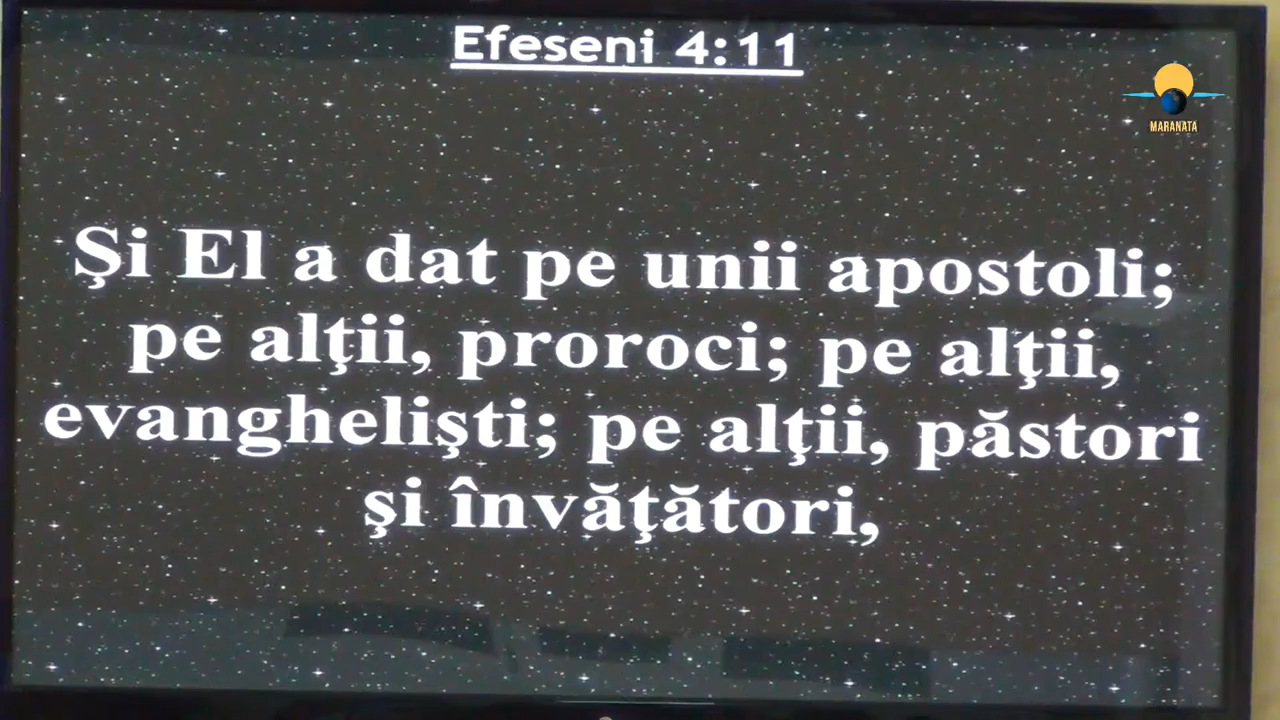 Efeseni 4:11
MARANATA
Şi El a dat pe unii apostoli;
pe alţii, proroci; pe alţii,
evanghelişti; pe alţii, păstori
şi învăţători,